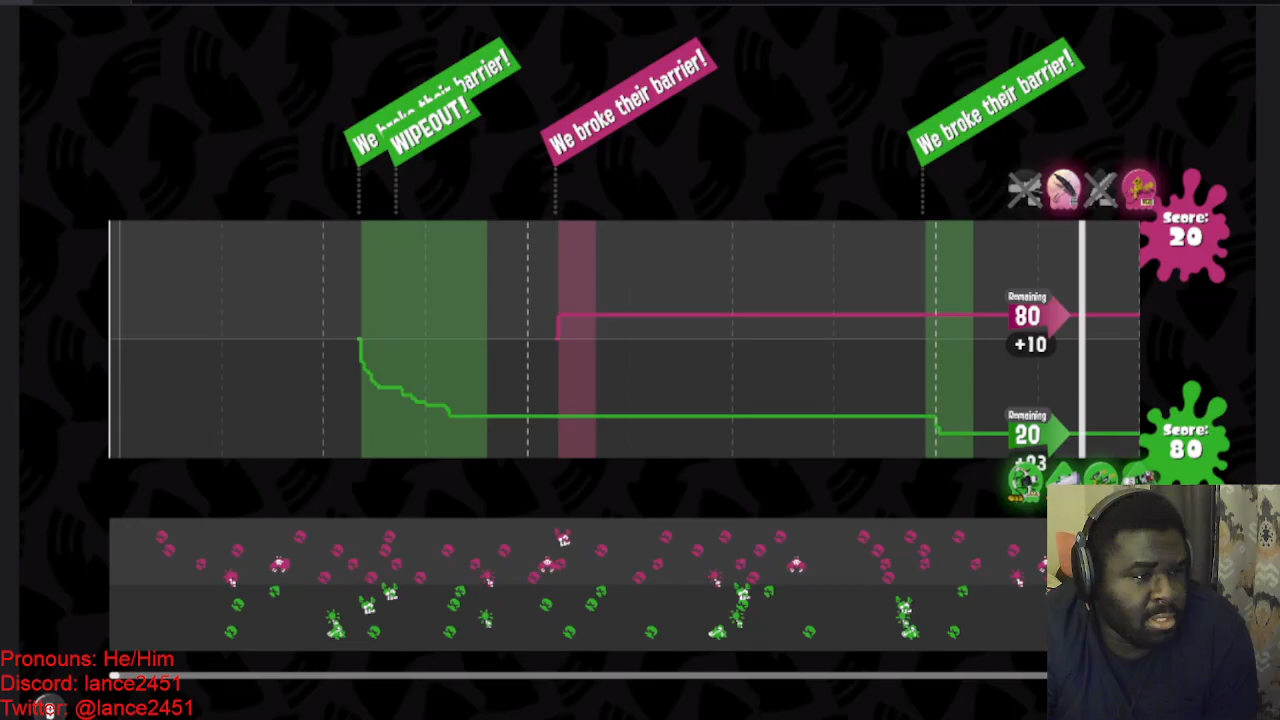 We broke their barrier!
WIPEOUT!
We broke their barrier!
We broke their barrier!
Score:
20
Remaining
80
+10
Remaining
20
Score:
80
Pronouns: He/Him
Discord: lance2451
Twitter: @lance2451